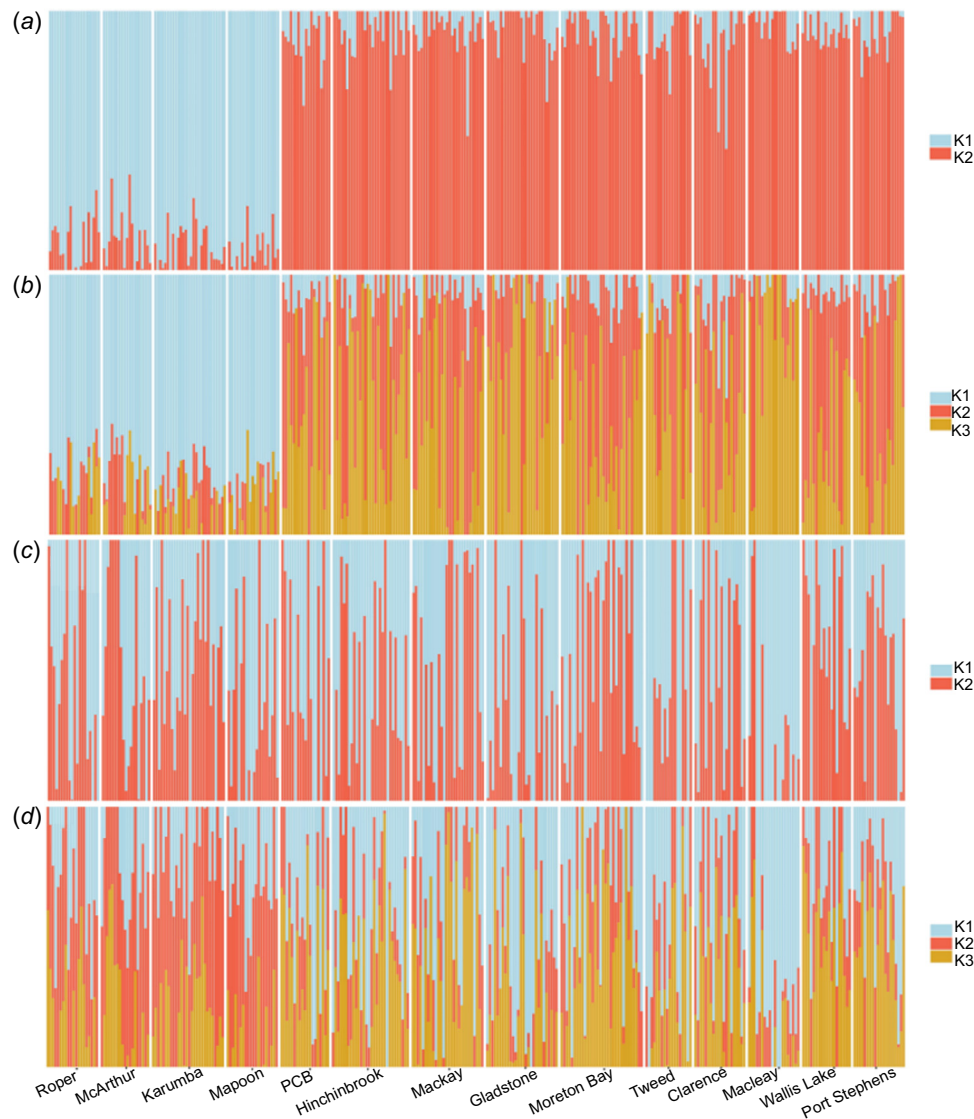 (a)
K1
K2
(b)
K1
K2
K3
(c)
K1
K2
(d)
K1
K2
K3
Roper
McArthur
Karumba
Mapoon
PCB
Hinchinbrook
Mackay
Gladstone
Moreton Bay
Tweed
Clarence
Macleay
Wallis Lake
Port Stephens